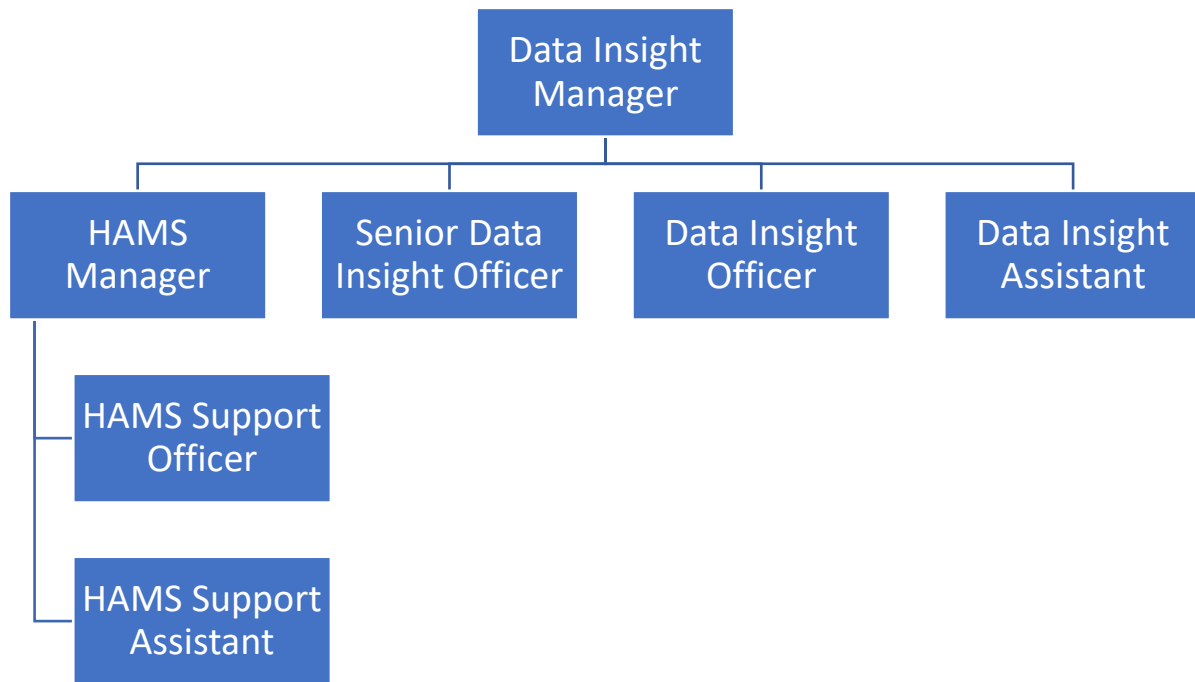 Data Insight
Manager
HAMS
Manager
Senior Data
Insight Officer
Data Insight
Officer
Data Insight
Assistant
HAMS Support
Officer
HAMS Support
Assistant